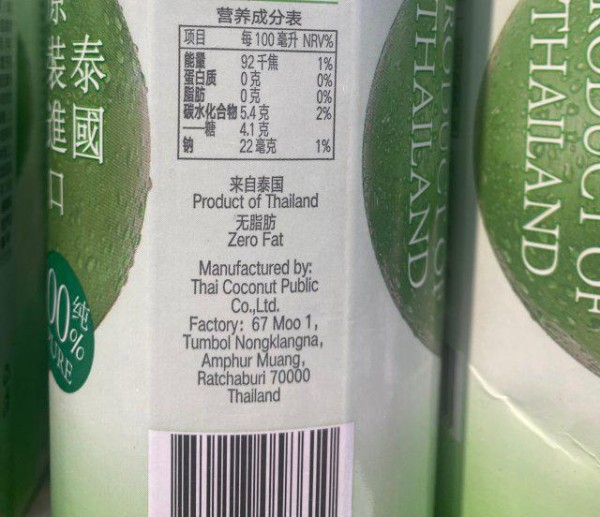 营养成分表
项目 每100毫升 NRV%
能量 92千焦 1%
蛋白质 0克 0%
脂肪 0克 0%
碳水化合物 5.4克 2%
——糖 4.1克
钠 22毫克 1%
来自泰国
Product of Thailand
无脂肪
Zero Fat
Manufactured by:
Thai Coconut Public
Co.,Ltd.
Factory: 67 Moo 1,
Tumbol Nongklangna,
Amphur Muang,
Ratchaburi 70000
Thailand
泰國
原裝進口
纯
PRODUCT OF
THAILAND
PRODUCT OF
THAILAND